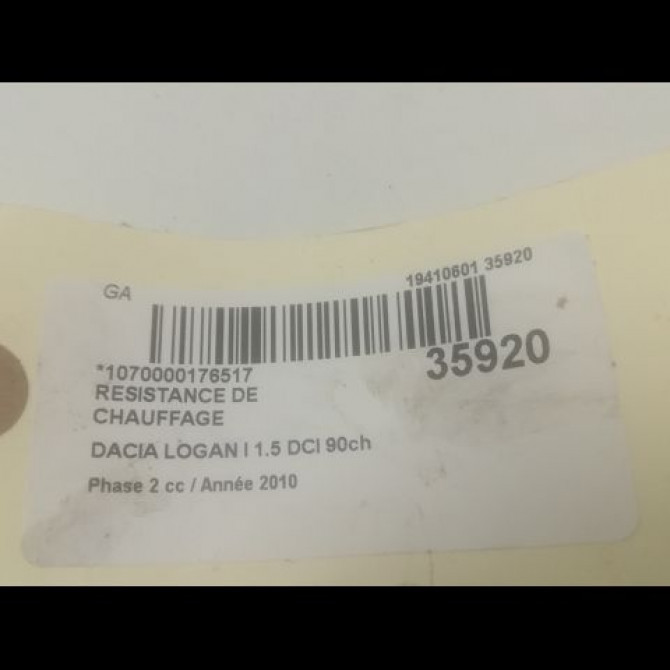 GA
19410601 35920
*1070000176517
35920
RESISTANCE DE
CHAUFFAGE
DACIA LOGAN I 1.5 DCI 90ch
Phase 2 cc / Année 2010